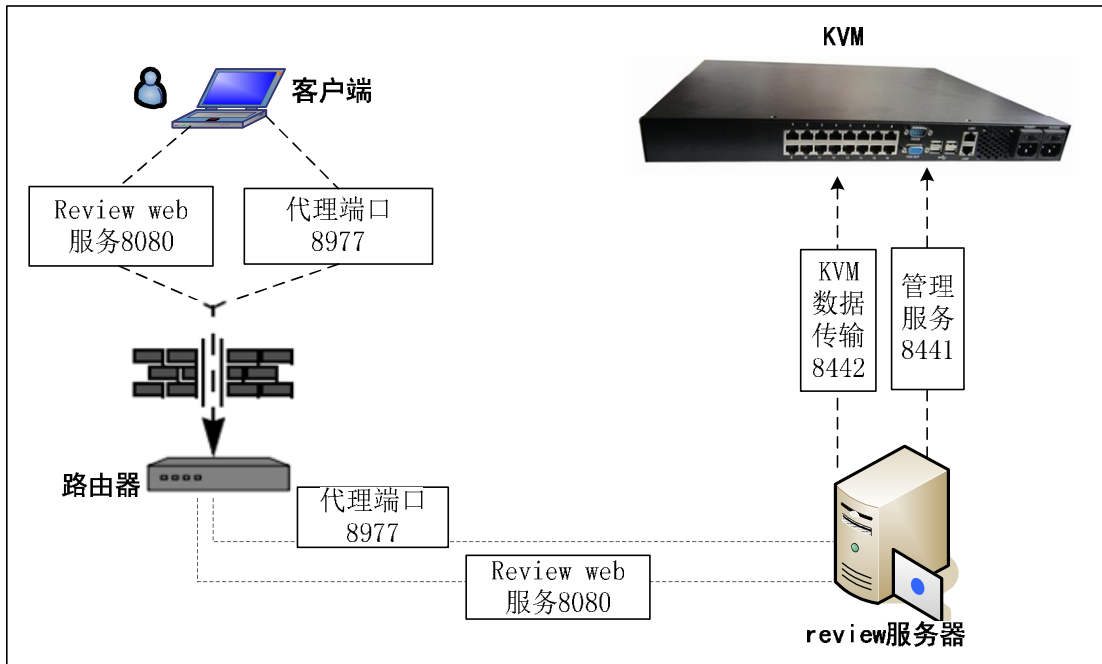 KVM
客户端
Review web
服务8080
代理端口
8977
KVM
数据
传输
8442
管理
服务
8441
路由器
代理端口
8977
Review web
服务8080
review服务器